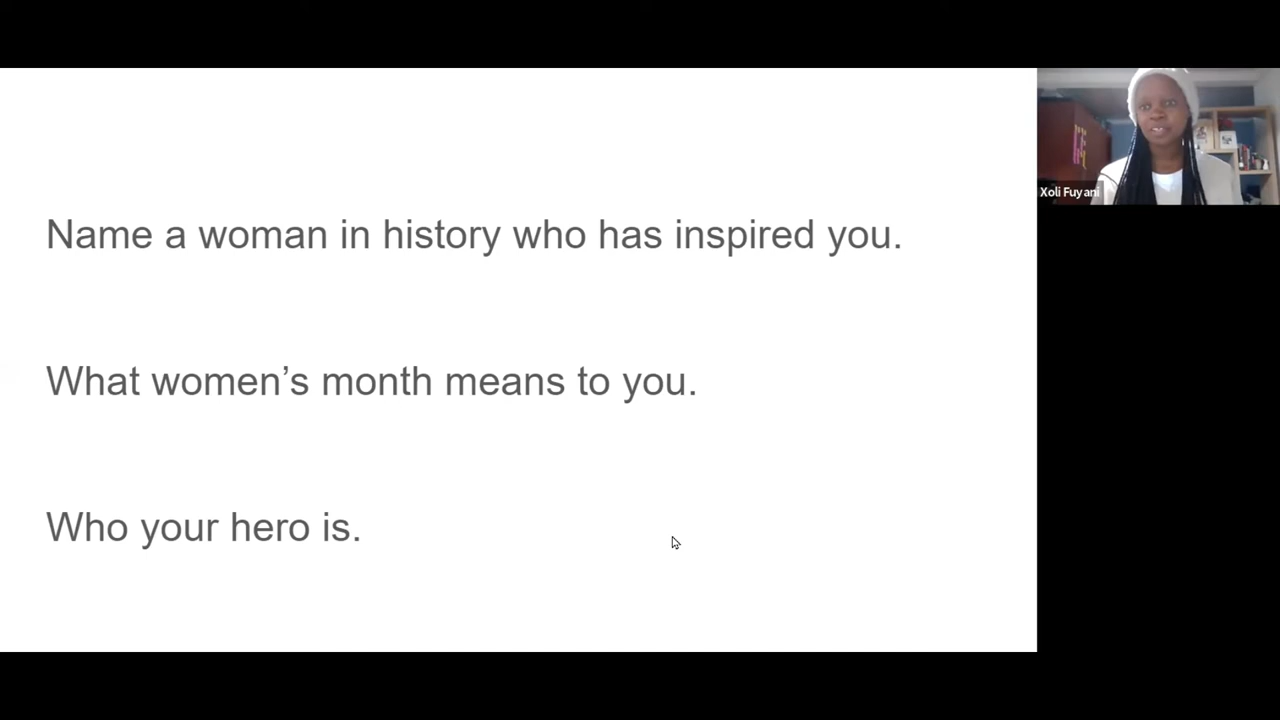 Name a woman in history who has inspired you.
Xoli Fuyani
What women’s month means to you.
Who your hero is.